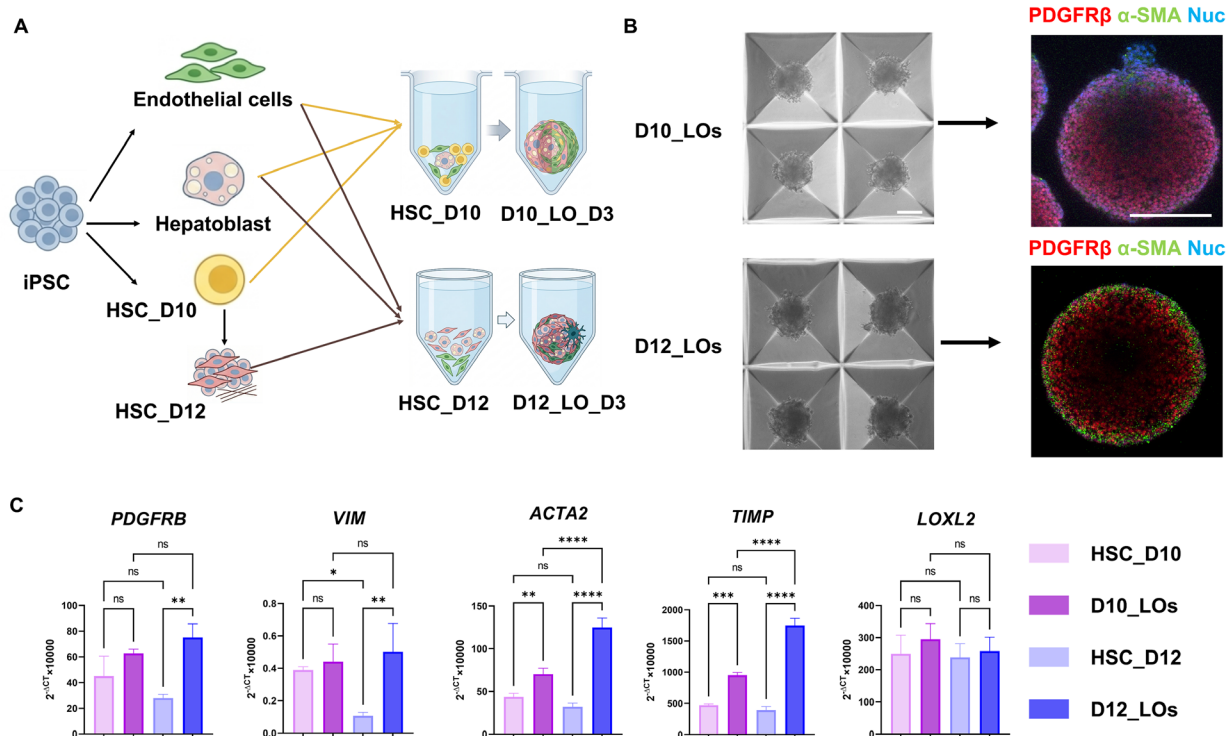 A
Endothelial cells
Hepatoblast
iPSC
HSC_D10
HSC_D12
HSC_D10
D10_LO_D3
HSC_D12
D12_LO_D3
B
D10_LOs
PDGFRβ α-SMA Nuc
D12_LOs
PDGFRβ α-SMA Nuc
C
PDGFRB
ns
ns
ns
**
100
80
60
40
20
0
2-ΔCT×10000
VIM
ns
*
ns
**
0.8
0.6
0.4
0.2
0.0
2-ΔCT×10000
ACTA2
****
ns
**
****
150
100
50
0
2-ΔCT×10000
TIMP
****
ns
***
****
2000
1500
1000
500
0
2-ΔCT×10000
LOXL2
ns
ns
ns
ns
400
300
200
100
0
2-ΔCT×10000
HSC_D10
D10_LOs
HSC_D12
D12_LOs